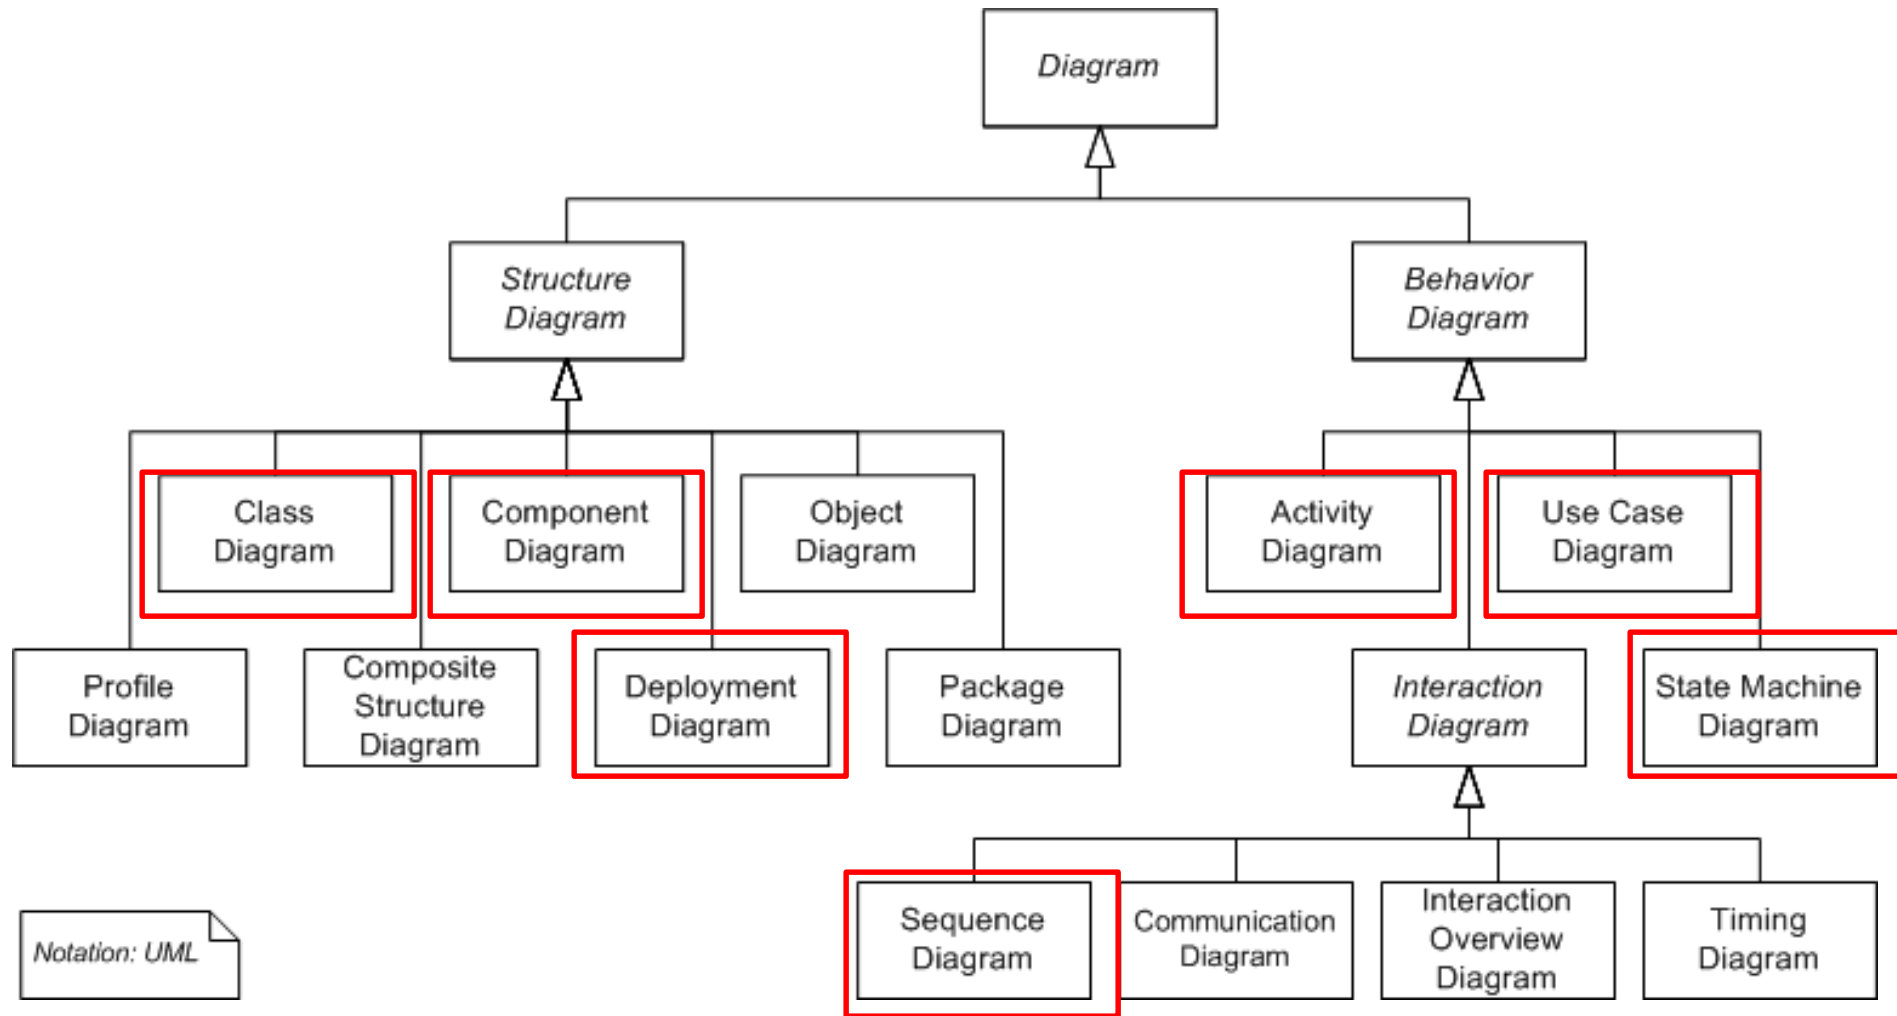 Diagram
Structure
Diagram
Behavior
Diagram
Class
Diagram
Component
Diagram
Object
Diagram
Activity
Diagram
Use Case
Diagram
Profile
Diagram
Composite
Structure
Diagram
Deployment
Diagram
Package
Diagram
Interaction
Diagram
State Machine
Diagram
Sequence
Diagram
Communication
Diagram
Interaction
Overview
Diagram
Timing
Diagram
Notation: UML